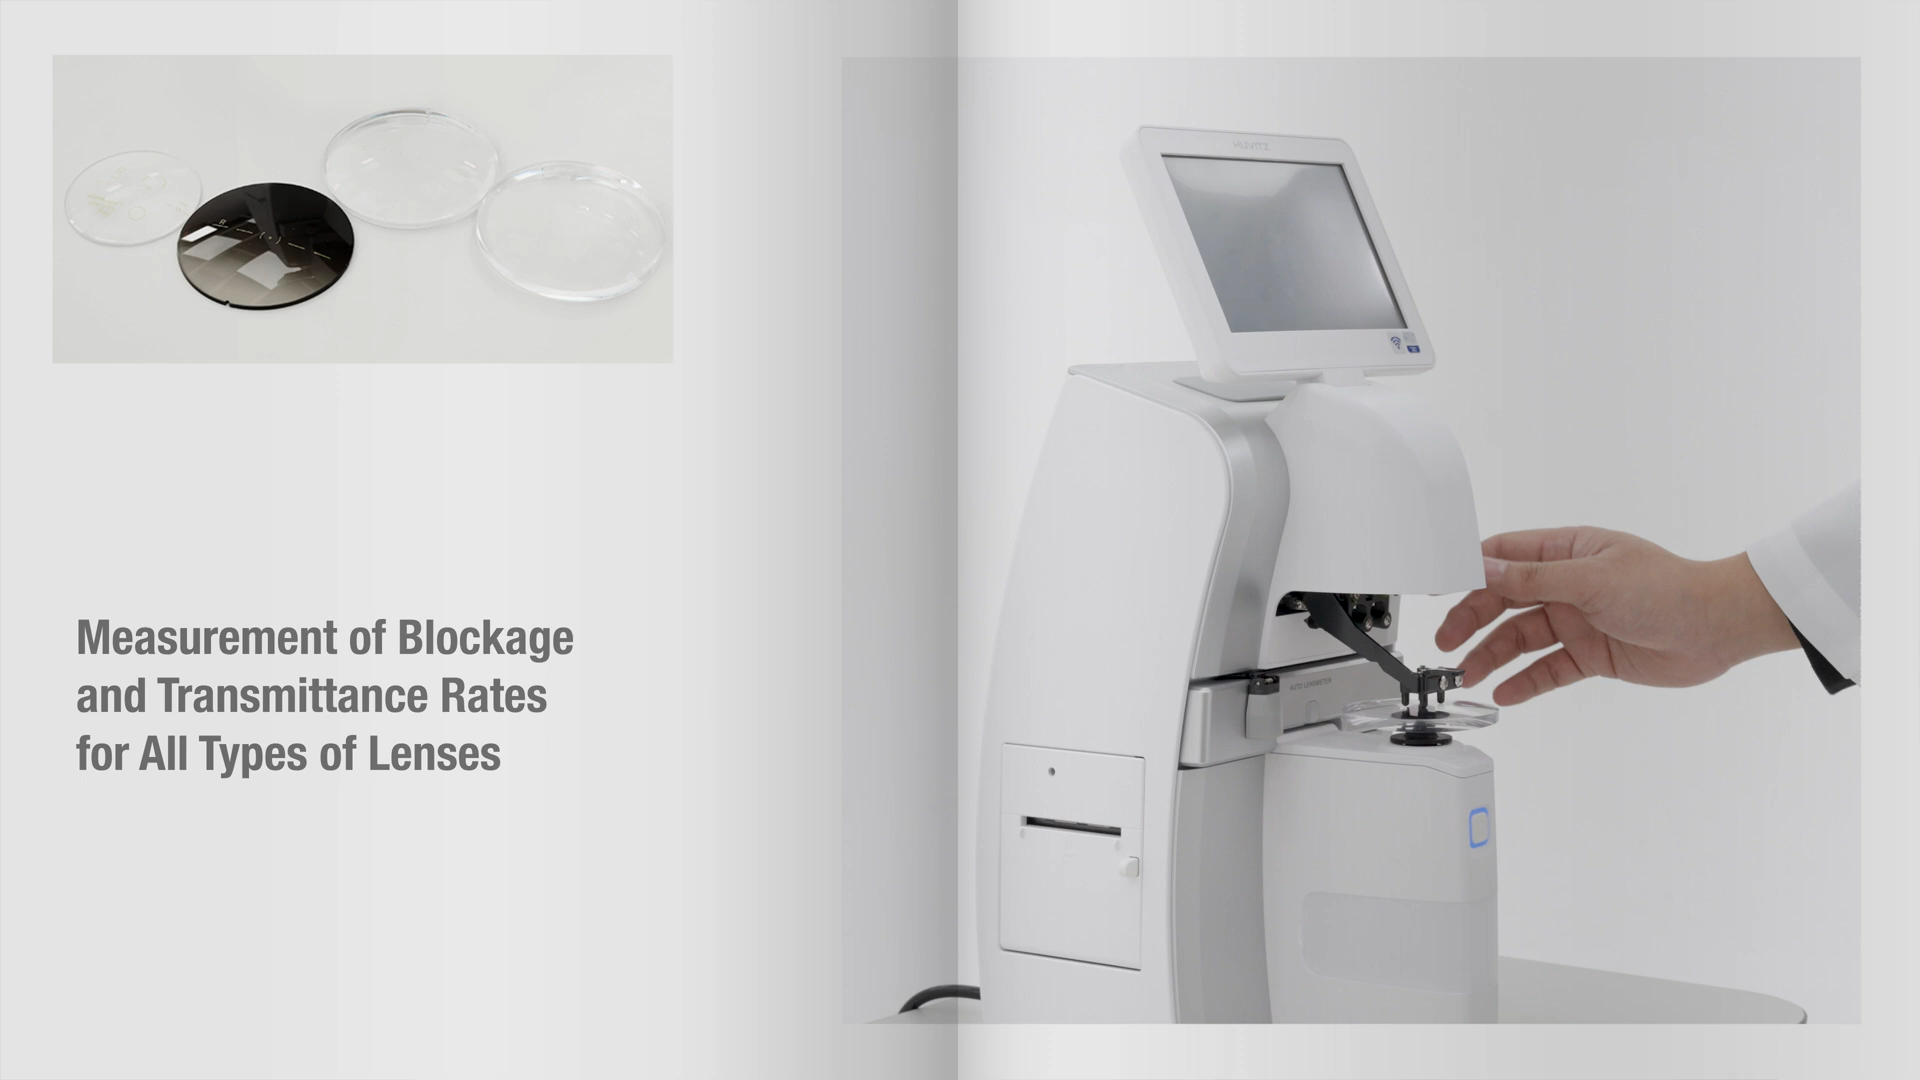 Measurement of Blockage
and Transmittance Rates
for All Types of Lenses
HUVITZ
AUTO LENSMETER
R